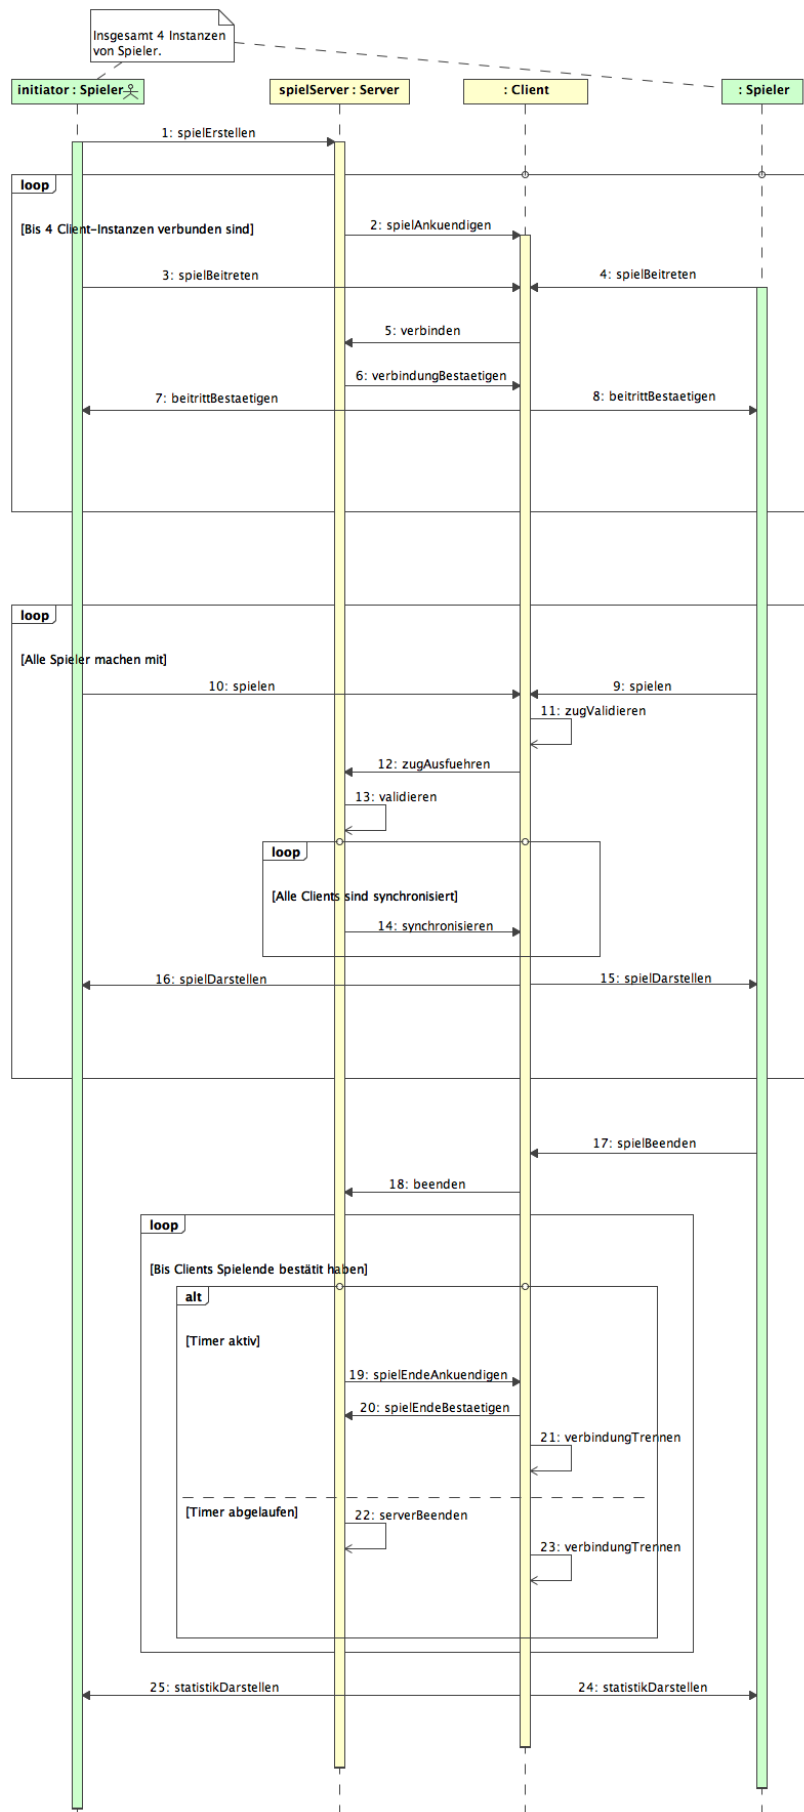 Insgesamt 4 Instanzen
von Spieler.
initiator : Spieler
spielServer : Server
: Client
: Spieler
1: spielErstellen
loop
[Bis 4 Client-Instanzen verbunden sind]
2: spielAnkuendigen
3: spielBeitreten
4: spielBeitreten
5: verbinden
6: verbindungBestaetigen
7: beitrittBestaetigen
8: beitrittBestaetigen
loop
[Alle Spieler machen mit]
10: spielen
9: spielen
11: zugValidieren
12: zugAusfuehren
13: validieren
loop
[Alle Clients sind synchronisiert]
14: synchronisieren
16: spielDarstellen
15: spielDarstellen
17: spielBeenden
18: beenden
loop
[Bis Clients Spielende bestätit haben]
alt
[Timer aktiv]
19: spielEndeAnkuendigen
20: spielEndeBestaetigen
21: verbindungTrennen
[Timer abgelaufen]
22: serverBeenden
23: verbindungTrennen
25: statistikDarstellen
24: statistikDarstellen